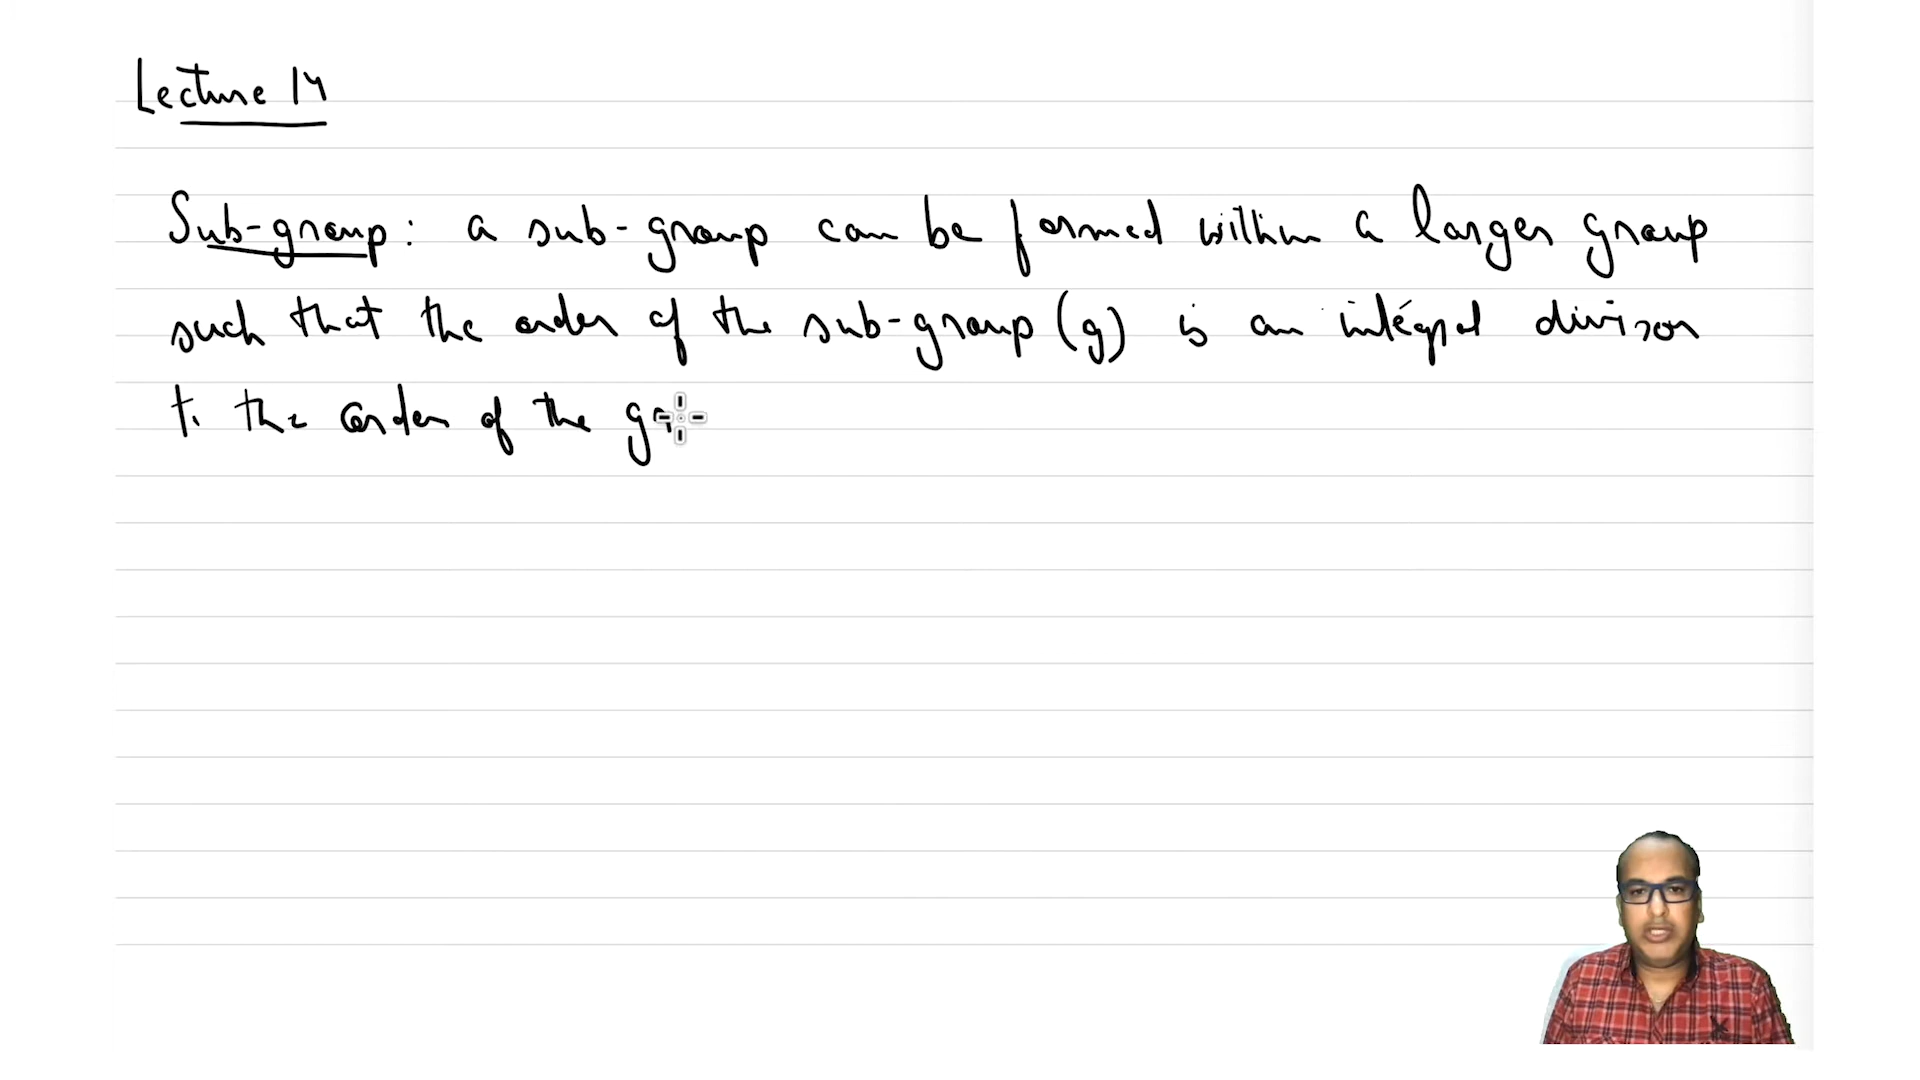 Lecture 14
Sub-group: a sub-group can be formed within a larger group
such that the order of the sub-group (g) is an integral divisor
to the order of the gr